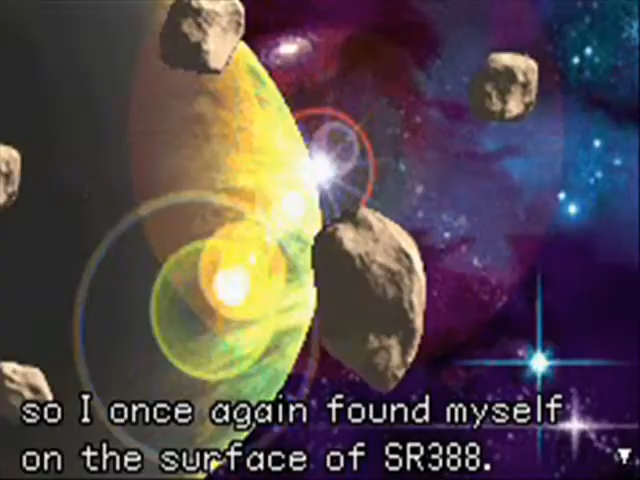 so I once again found myself
on the surface of SR388.